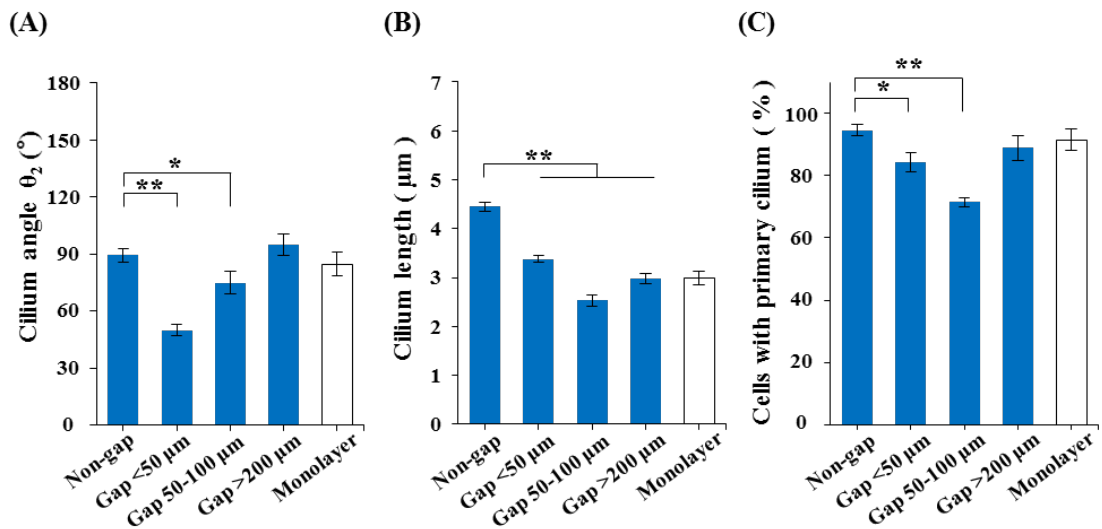 (A)
(B)
(C)
Cilium angle θ2 (°)
180
150
120
90
60
30
0
*
**
Non-gap
Gap <50 μm
Gap 50-100 μm
Gap >200 μm
Monolayer
Cilium length ( μm)
7
6
5
4
3
2
1
0
**
Non-gap
Gap <50 μm
Gap 50-100 μm
Gap >200 μm
Monolayer
Cells with primary cilium ( %)
100
80
60
40
20
0
**
*
Non-gap
Gap <50 μm
Gap 50-100 μm
Gap >200 μm
Monolayer